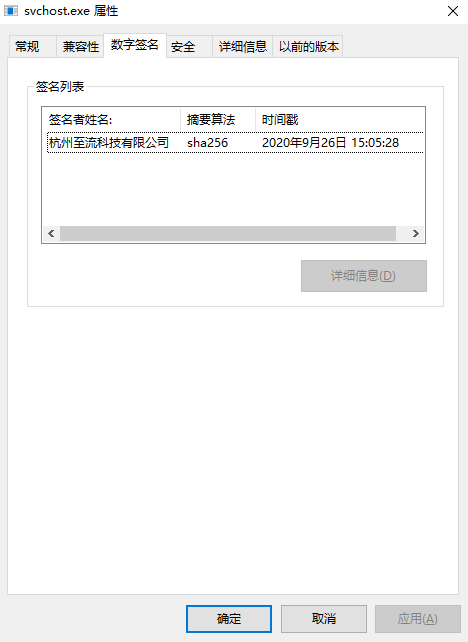 svchost.exe 属性
常规 兼容性 数字签名 安全 详细信息 以前的版本
签名列表
签名者姓名: 摘要算法 时间戳
杭州至流科技有限公司 sha256 2020年9月26日 15:05:28
详细信息(D)
确定 取消 应用(A)